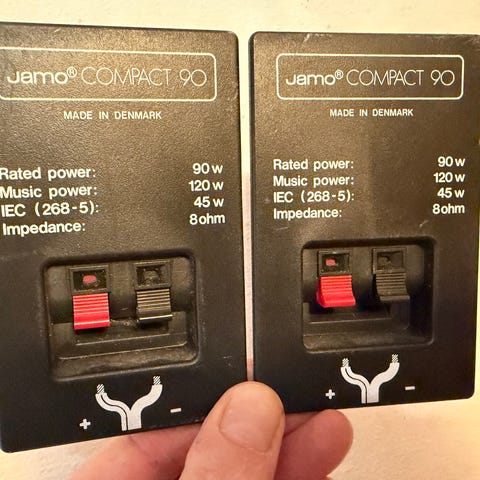 Jamo® COMPACT 90
MADE IN DENMARK
Rated power: 90 w
Music power: 120 w
IEC (268-5): 45 w
Impedance: 8 ohm
+ −
Jamo® COMPACT 90
MADE IN DENMARK
Rated power: 90 w
Music power: 120 w
IEC (268-5): 45 w
Impedance: 8 ohm
+ −